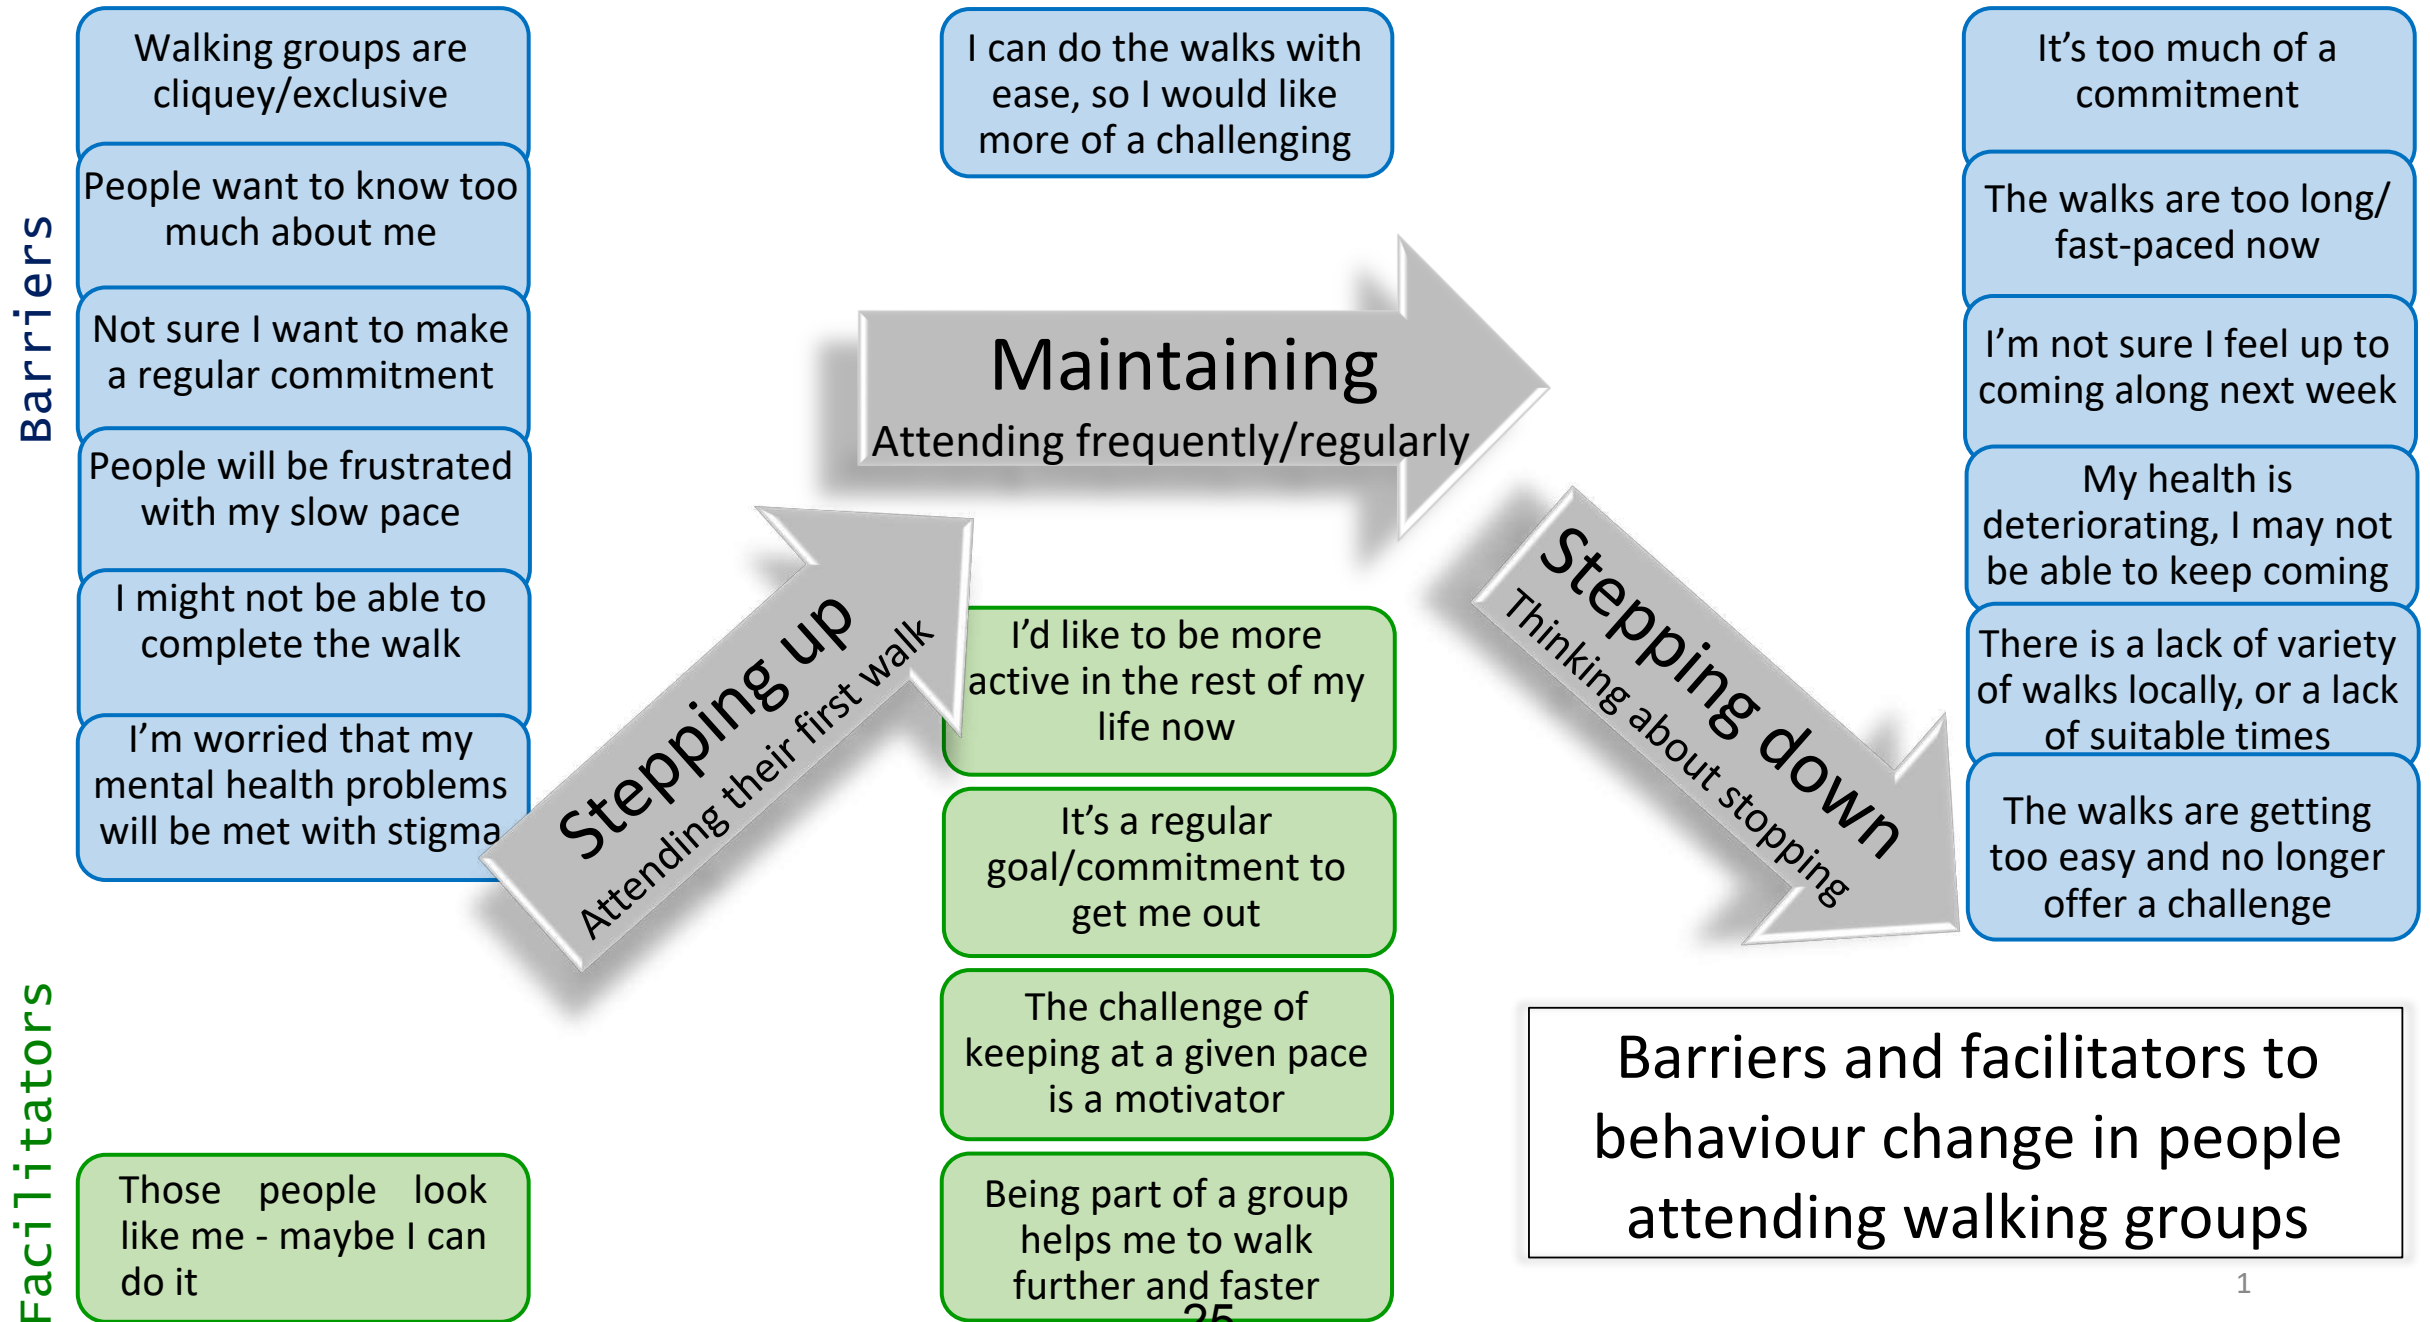 Barriers
Walking groups are
cliquey/exclusive
People want to know too
much about me
Not sure I want to make
a regular commitment
People will be frustrated
with my slow pace
I might not be able to
complete the walk
I'm worried that my
mental health problems
will be met with stigma
Facilitators
Those people look
like me - maybe I can
do it
Stepping up
Attending their first walk
I can do the walks with
ease, so I would like
more of a challenging
Maintaining
Attending frequently/regularly
I'd like to be more
active in the rest of my
life now
It's a regular
goal/commitment to
get me out
The challenge of
keeping at a given pace
is a motivator
Being part of a group
helps me to walk
further and faster
25
Stepping down
Thinking about stopping
It's too much of a
commitment
The walks are too long/
fast-paced now
I'm not sure I feel up to
coming along next week
My health is
deteriorating, I may not
be able to keep coming
There is a lack of variety
of walks locally, or a lack
of suitable times
The walks are getting
too easy and no longer
offer a challenge
Barriers and facilitators to
behaviour change in people
attending walking groups
1